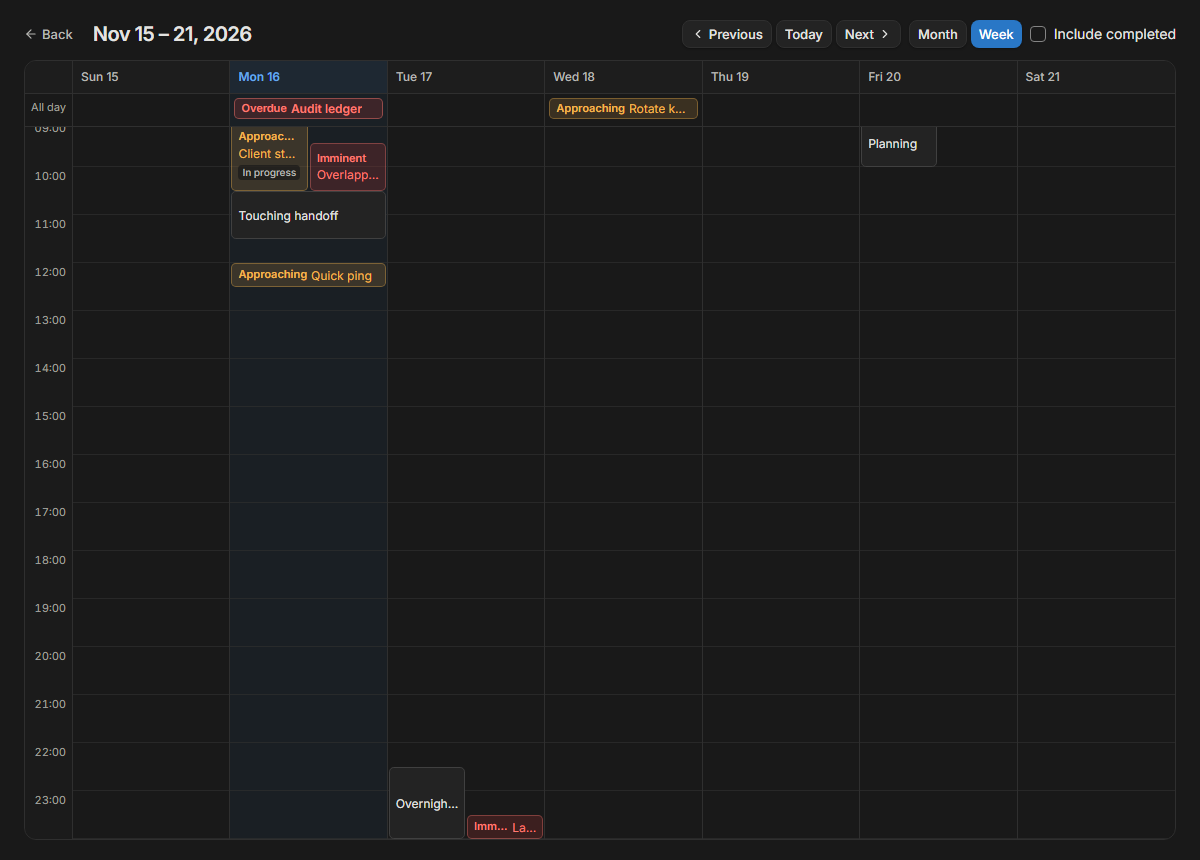 Back
Nov 15 – 21, 2026
Previous
Today
Next
Month
Week
Include completed
Sun 15
Mon 16
Tue 17
Wed 18
Thu 19
Fri 20
Sat 21
All day
Overdue Audit ledger
Approaching Rotate k...
09:00
Approac...
Client st...
In progress
Imminent
Overlapp...
Planning
10:00
Touching handoff
11:00
12:00
Approaching Quick ping
13:00
14:00
15:00
16:00
17:00
18:00
19:00
20:00
21:00
22:00
23:00
Overnigh...
Imm... La...